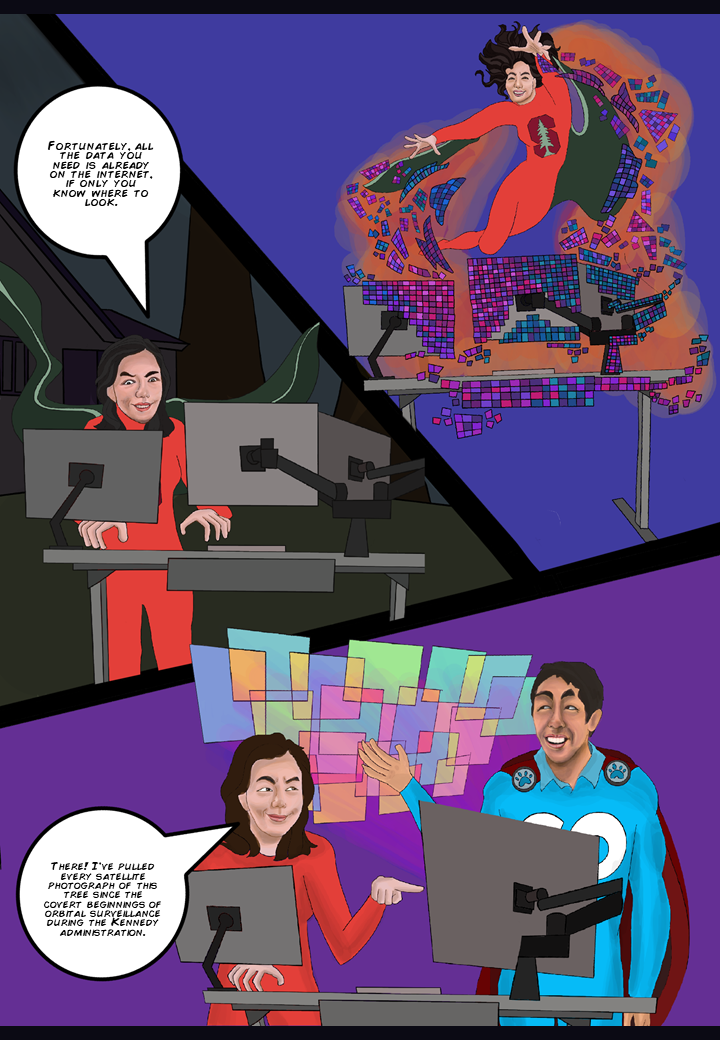 FORTUNATELY, ALL
THE DATA YOU
NEED IS ALREADY
ON THE INTERNET,
IF ONLY YOU
KNOW WHERE TO
LOOK.
S
THERE! I'VE PULLED
EVERY SATELLITE
PHOTOGRAPH OF THIS
TREE SINCE THE
COVERT BEGINNINGS OF
ORBITAL SURVEILLANCE
DURING THE KENNEDY
ADMINISTRATION.